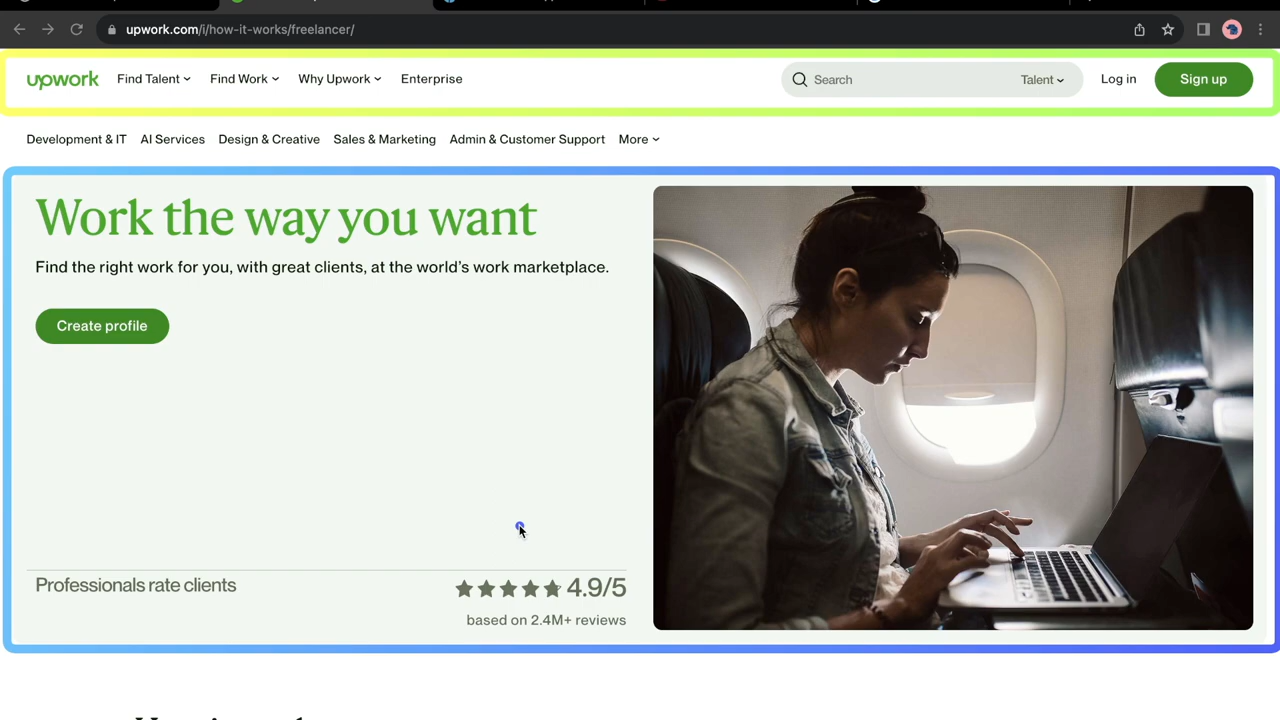 upwork.com/i/how-it-works/freelancer/
upwork Find Talent Find Work Why Upwork Enterprise Search Talent Log in Sign up
Development & IT AI Services Design & Creative Sales & Marketing Admin & Customer Support More
Work the way you want
Find the right work for you, with great clients, at the world's work marketplace.
Create profile
Professionals rate clients 4.9/5
based on 2.4M+ reviews